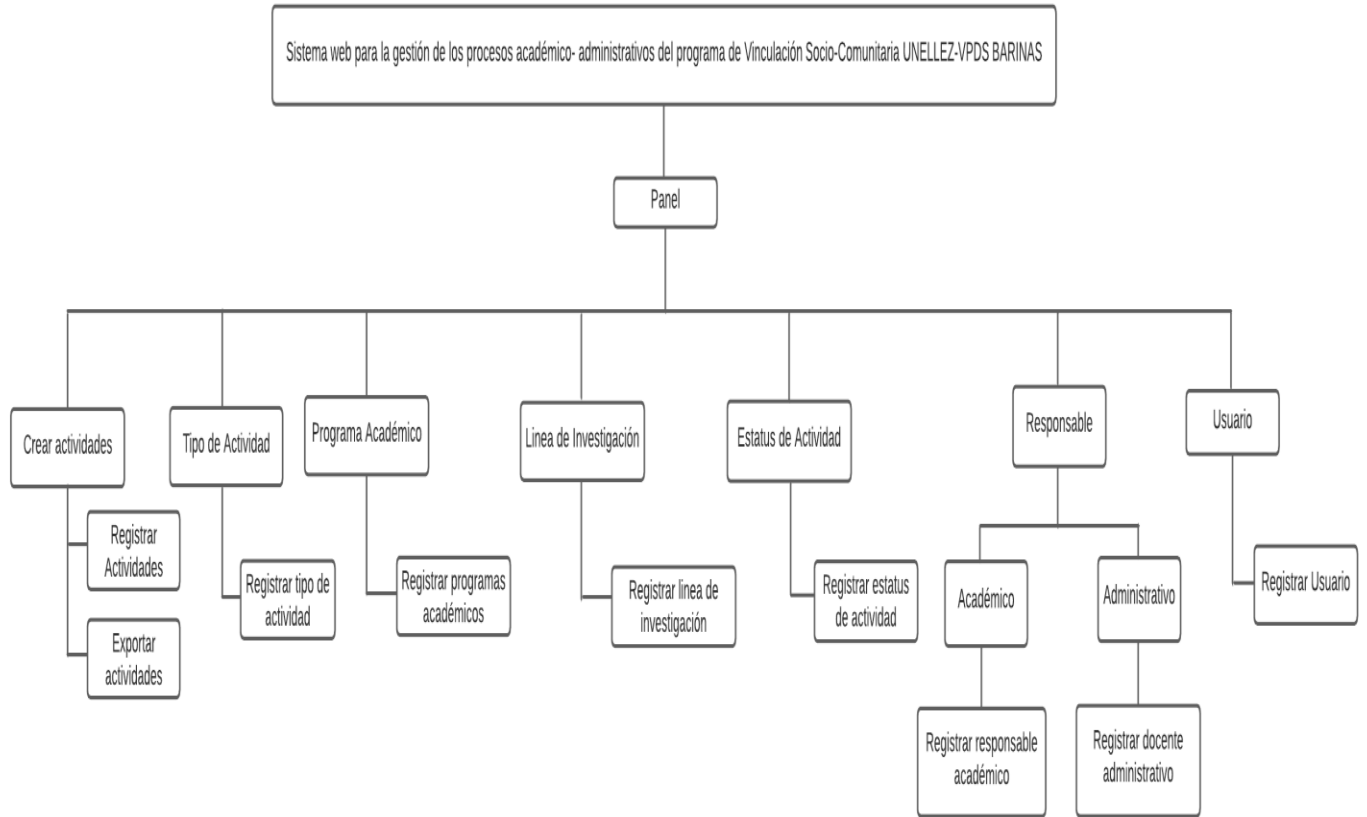 Sistema web para la gestión de los procesos académico- administrativos del programa de Vinculación Socio-Comunitaria UNELLEZ-VPDS BARINAS
Panel
Crear actividades
Tipo de Actividad
Programa Académico
Linea de Investigación
Estatus de Actividad
Responsable
Usuario
Registrar
Actividades
Exportar
actividades
Registrar tipo de
actividad
Registrar programas
académicos
Registrar linea de
investigación
Registrar estatus
de actividad
Académico
Administrativo
Registrar Usuario
Registrar responsable
académico
Registrar docente
administrativo